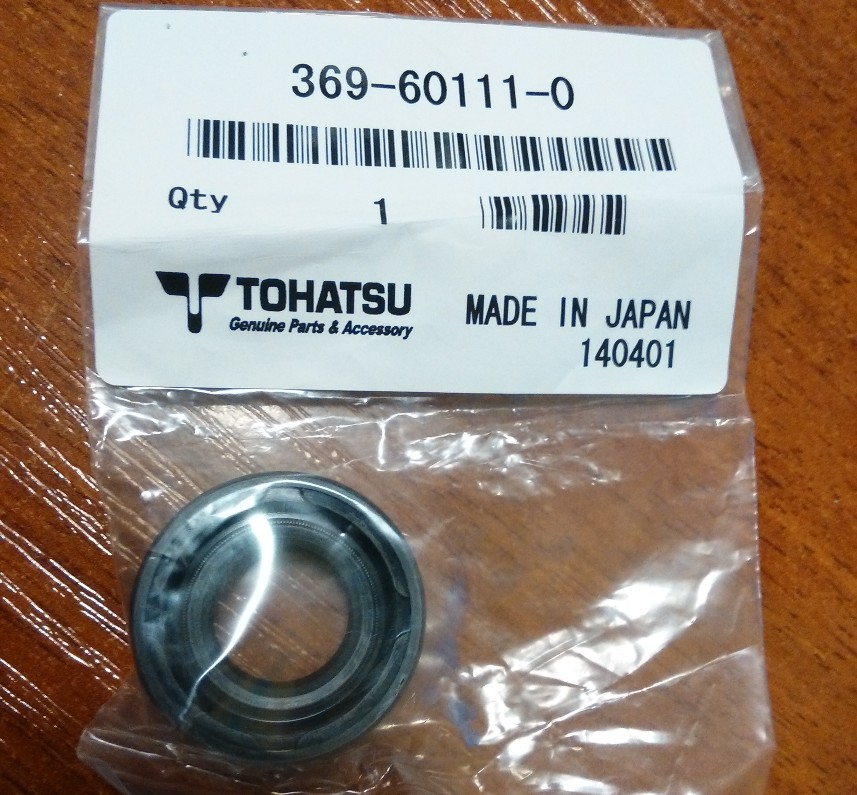 369-60111-0
Qty 1
TOHATSU
Genuine Parts & Accessory
MADE IN JAPAN
140401